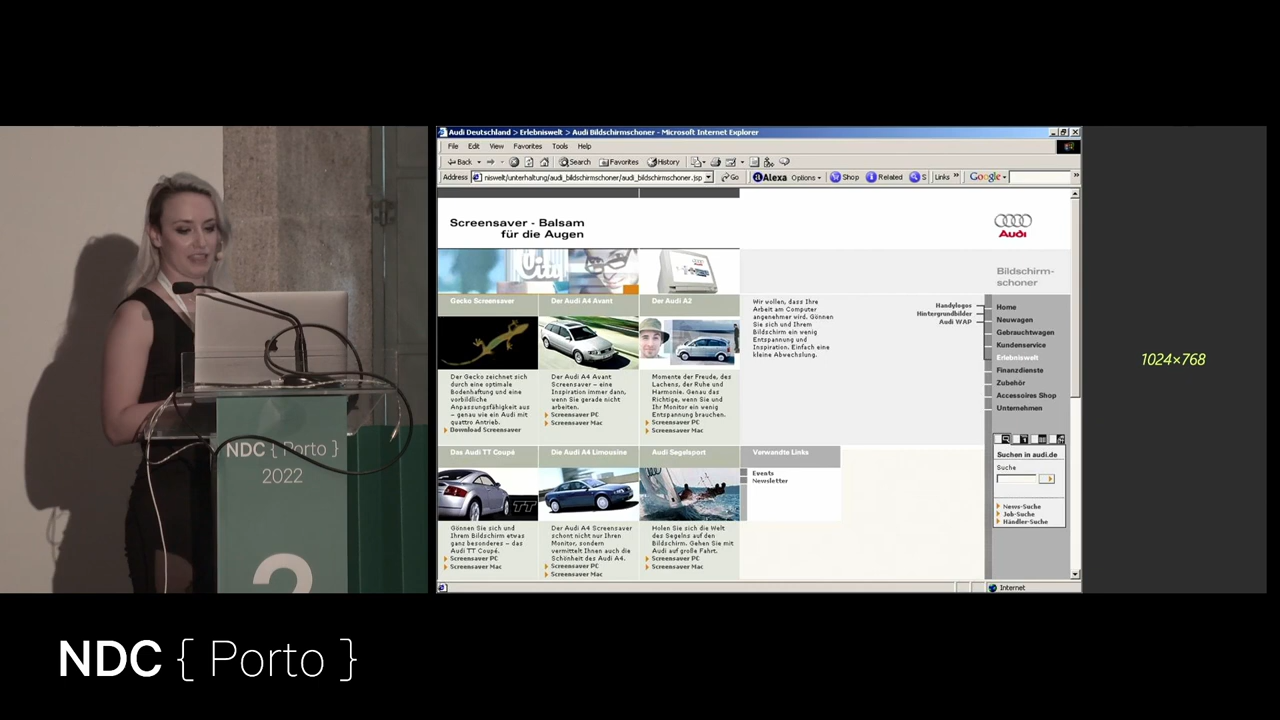 Audi Deutschland > Erlebniswelt > Audi Bildschirmschoner - Microsoft Internet Explorer
File Edit View Favorites Tools Help
Back Search Favorites History
Address niswelt/unterhaltung/audi_bildschirmschoner/audi_bildschirmschoner.jsp Go Alexa Options Shop Related S Links » Google »
Screensaver - Balsam
für die Augen
Audi
Bildschirm-
schoner
Gecko Screensaver
Der Gecko zeichnet sich
durch eine optimale
Bodenhaftung und eine
vorbildliche
Anpassungsfähigkeit aus
– genau wie ein Audi mit
quattro Antrieb.
Download Screensaver
Der Audi A4 Avant
Der Audi A4 Avant
Screensaver – eine
Inspiration immer dann,
wenn Sie gerade nicht
arbeiten.
Screensaver PC
Screensaver Mac
Der Audi A2
Momente der Freude, des
Lachens, der Ruhe und
Harmonie. Genau das
Richtige, wenn Sie und
Ihr Monitor ein wenig
Entspannung brauchen.
Screensaver PC
Screensaver Mac
Wir wollen, dass Ihre
Arbeit am Computer
angenehmer wird. Gönnen
Sie sich und Ihrem
Bildschirm ein wenig
Entspannung und
Inspiration. Einfach eine
kleine Abwechslung.
Handylogos
Hintergrundbilder
Audi WAP
Home
Neuwagen
Gebrauchtwagen
Kundenservice
Erlebniswelt
Finanzdienste
Zubehör
Accessoires Shop
Unternehmen
Suchen in audi.de
Suche
News-Suche
Job-Suche
Händler-Suche
Das Audi TT Coupé
TT
Gönnen Sie sich und
Ihrem Bildschirm etwas
ganz besonderes – das
Audi TT Coupé.
Screensaver PC
Screensaver Mac
Die Audi A4 Limousine
Der Audi A4 Screensaver
schont nicht nur Ihren
Monitor, sondern
vermittelt Ihnen auch die
Schönheit des Audi A4.
Screensaver PC
Screensaver Mac
Audi Segelsport
Holen Sie sich die Welt
des Segelns auf den
Bildschirm. Gehen Sie mit
Audi auf große Fahrt.
Screensaver PC
Screensaver Mac
Verwandte Links
Events
Newsletter
Internet
1024×768
NDC { Porto }
2022
2
NDC { Porto }